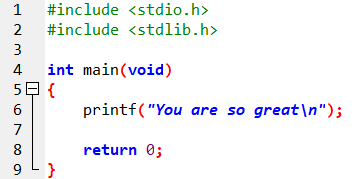 1 #include <stdio.h>
2 #include <stdlib.h>
3
4 int main(void)
5 {
6     printf("You are so great\n");
7
8     return 0;
9 }